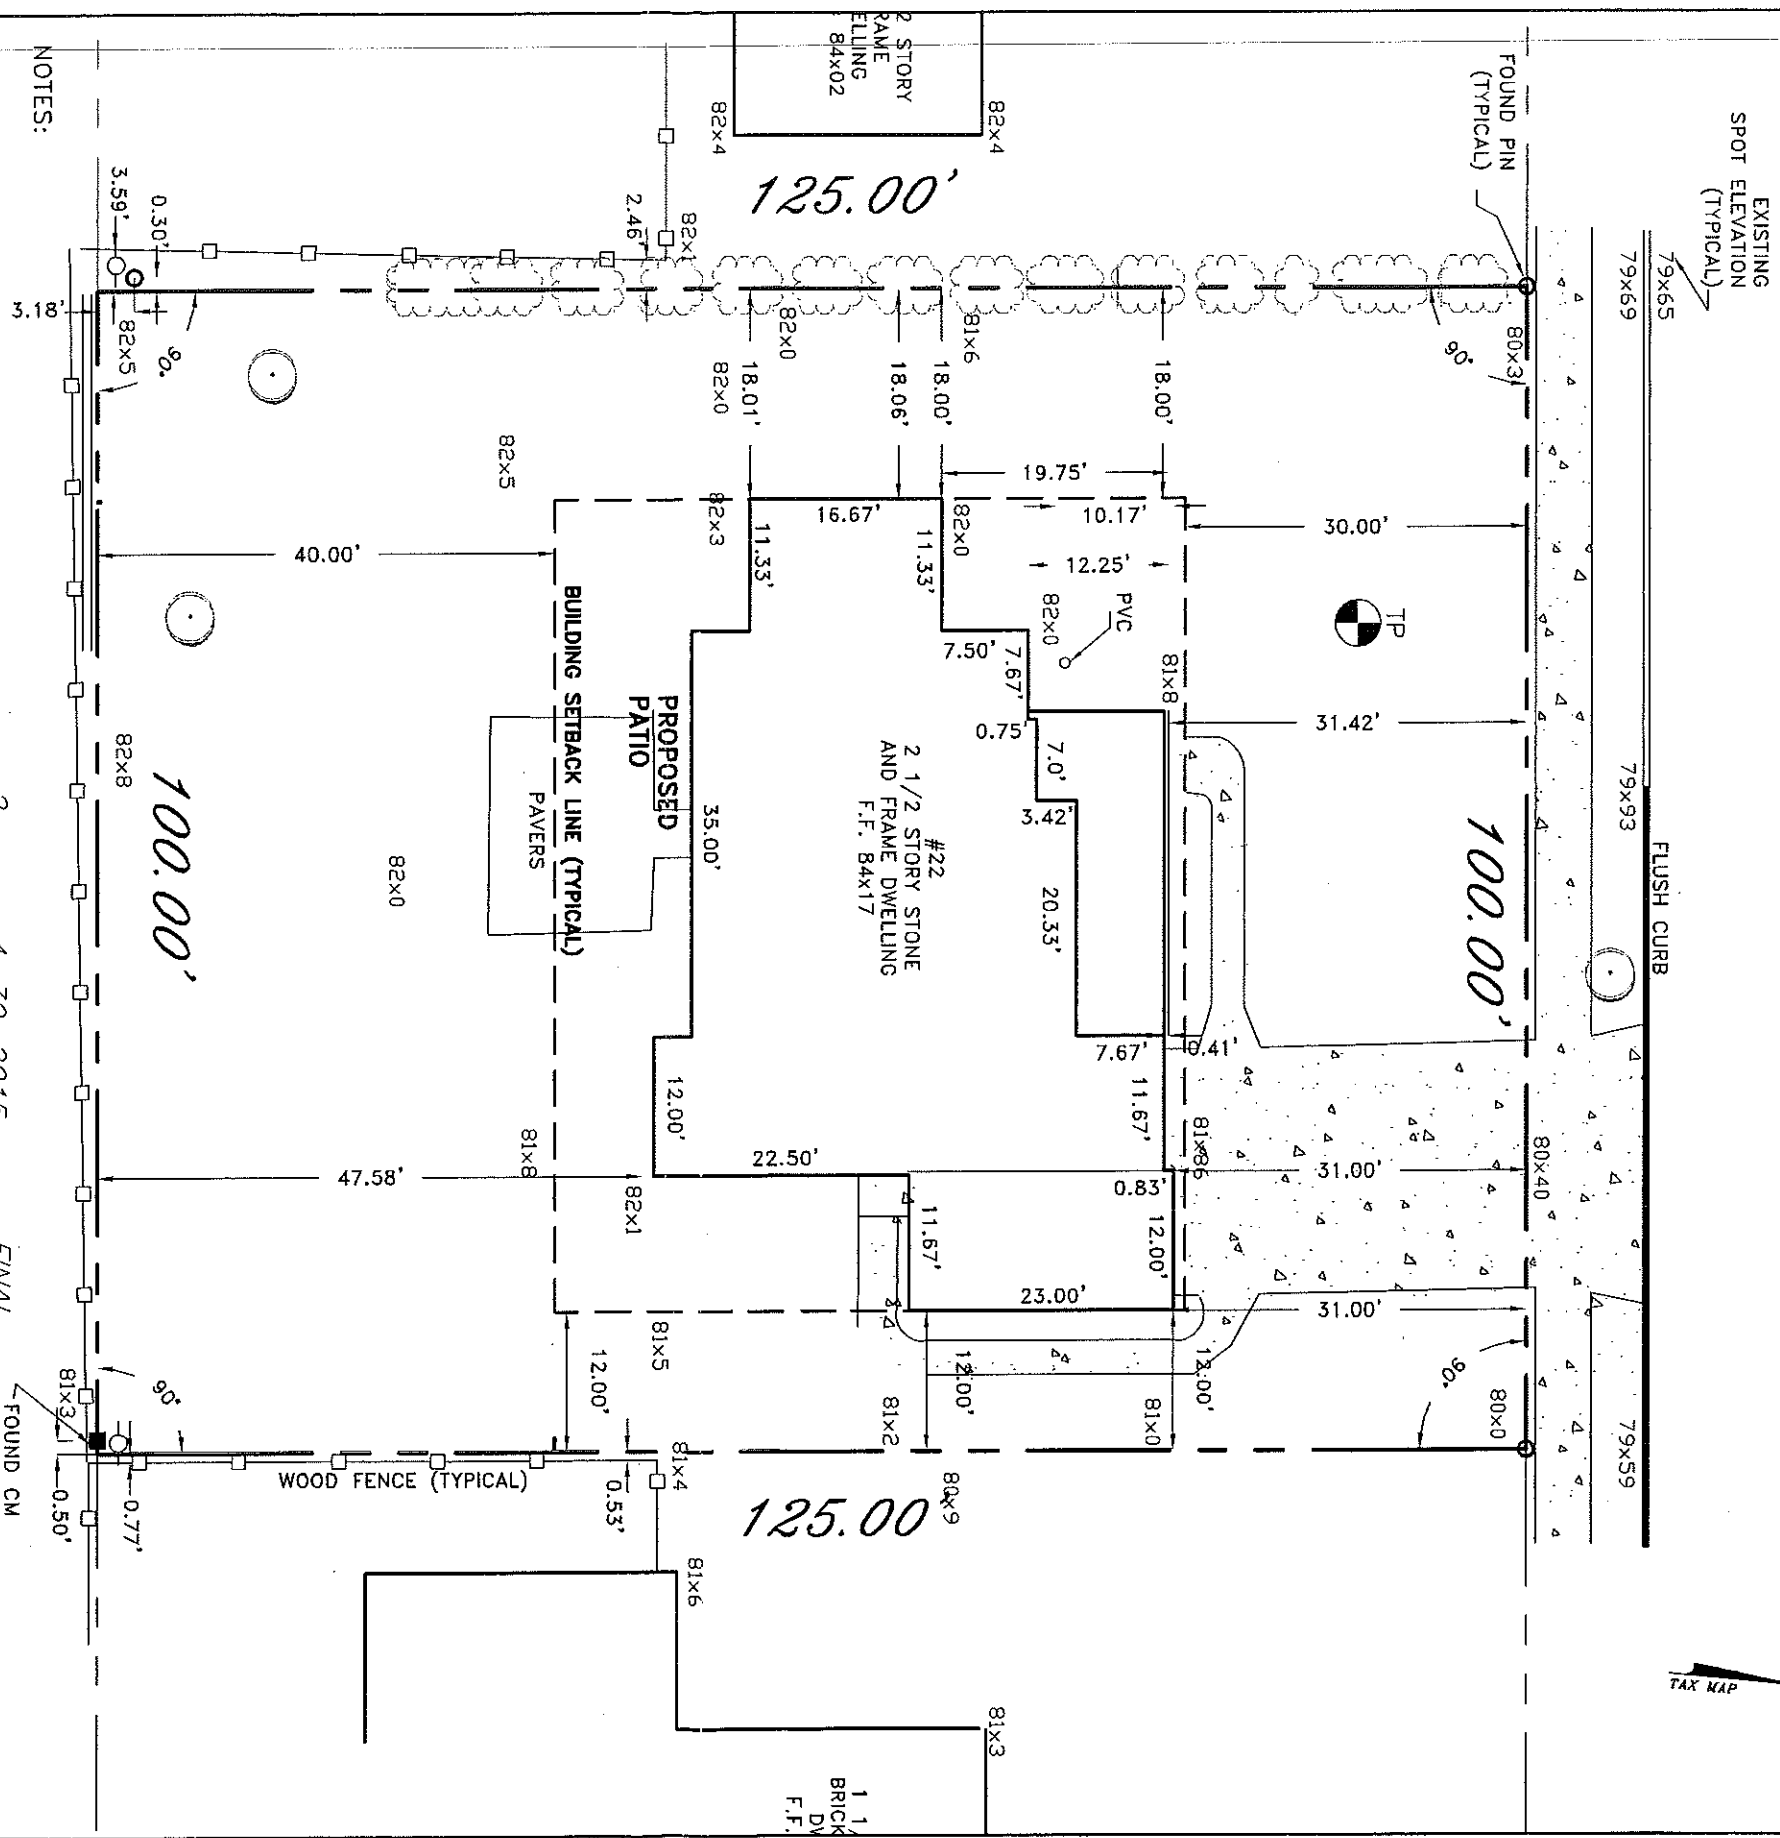 EXISTING
SPOT ELEVATION
(TYPICAL)
FOUND PIN
(TYPICAL)
79x65
79x69
79x93
FLUSH CURB
79x59
TAX MAP
2 STORY
84x02
82x4
82x4
125.00'
NOTES:
3.59'
0.30'
2.46'
3.18'
82x5
90°
82x0
82x0
81x6
80x3
90°
18.01'
18.06'
18.00'
18.00'
19.75'
10.17'
30.00'
12.25'
16.67'
11.33'
11.33'
82x5
82x3
82x0
40.00'
82x0
PVC
TP
7.50'
7.67'
81x8
31.42'
0.75'
7.0'
3.42'
20.33'
BUILDING SETBACK LINE (TYPICAL)
PROPOSED
PATIO
PAVERS
35.00'
#22
2 1/2 STORY STONE
AND FRAME DWELLING
F.F. 84x17
100.00'
82x8
82x0
100.00'
7.67'
0.41'
11.67'
12.00'
81x8
47.58'
82x1
22.50'
0.83'
81x86
31.00'
80x40
11.67'
12.00'
23.00'
31.00'
12.00'
81x5
12.00'
12.00'
81x2
81x0
90°
80x0
81x3
90°
FOUND CM
0.50'
0.77'
WOOD FENCE (TYPICAL)
0.53'
81x4
125.00'
80x9
81x6
81x3
BRICK
F.F.